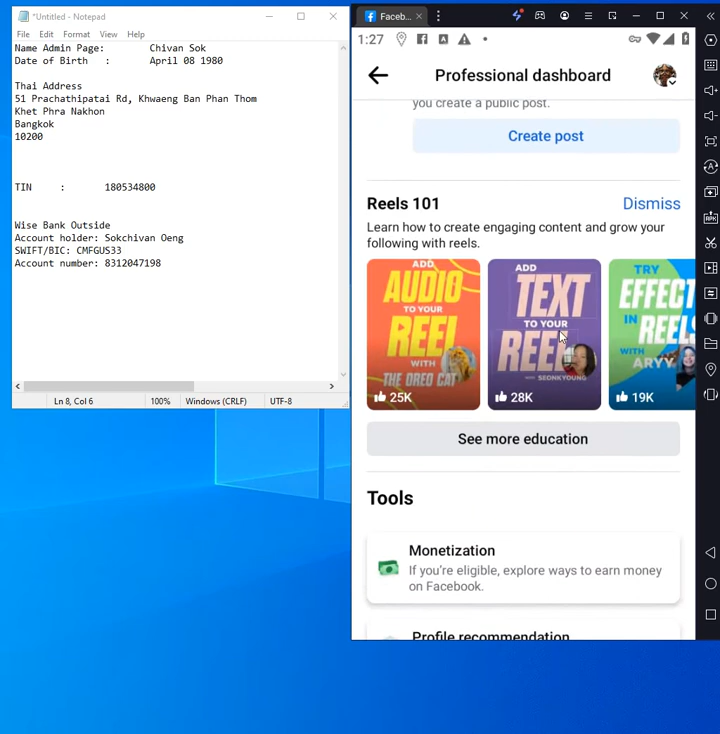 *Untitled - Notepad
File Edit Format View Help
Name Admin Page: Chivan Sok
Date of Birth : April 08 1980
Thai Address
51 Prachathipatai Rd, Khwaeng Ban Phan Thom
Khet Phra Nakhon
Bangkok
10200
TIN : 180534800
Wise Bank Outside
Account holder: Sokchivan Oeng
SWIFT/BIC: CMFGUS33
Account number: 8312047198
Ln 8, Col 6 100% Windows (CRLF) UTF-8
Faceb...
1:27
Professional dashboard
you create a public post.
Create post
Reels 101 Dismiss
Learn how to create engaging content and grow your
following with reels.
ADD
AUDIO
TO YOUR
REEL
WITH
THE OREO CAT
25K
ADD
TEXT
TO YOUR
REEL
WITH SEONKYOUNG
28K
TRY
EFFECT
IN
REELS
WITH
ARYY
19K
See more education
Tools
Monetization
If you're eligible, explore ways to earn money
on Facebook.
Profile recommendation